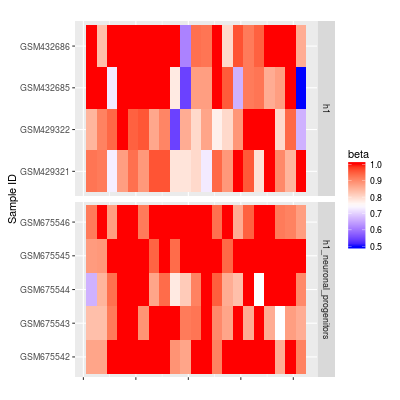 GSM432686
GSM432685
GSM429322
GSM429321
GSM675546
GSM675545
GSM675544
GSM675543
GSM675542
Sample ID
h1
h1_neuronal_progenitors
beta
1.0
0.9
0.8
0.7
0.6
0.5